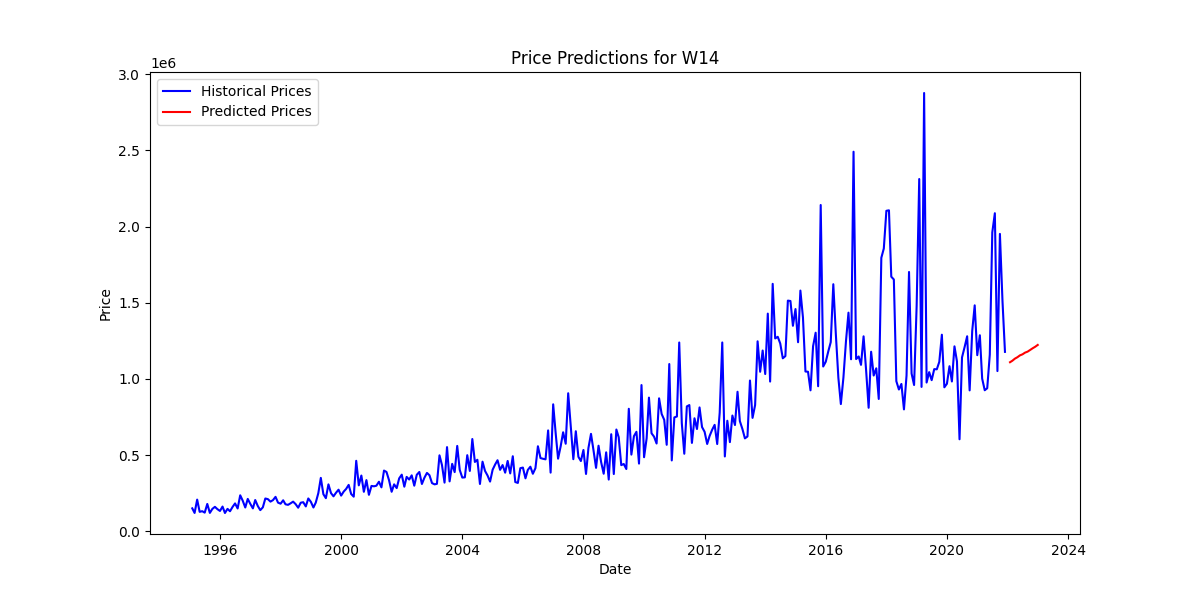 Price Predictions for W14
1e6
3.0
2.5
2.0
1.5
1.0
0.5
0.0
Price
Historical Prices
Predicted Prices
1996 2000 2004 2008 2012 2016 2020 2024
Date